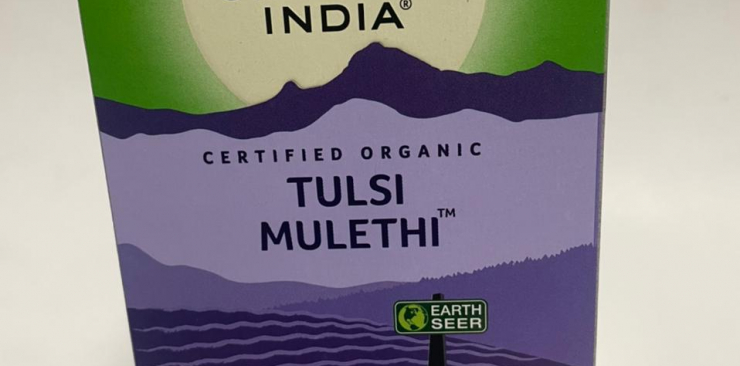 INDIA®
CERTIFIED ORGANIC
TULSI
MULETHI™
EARTH
SEER